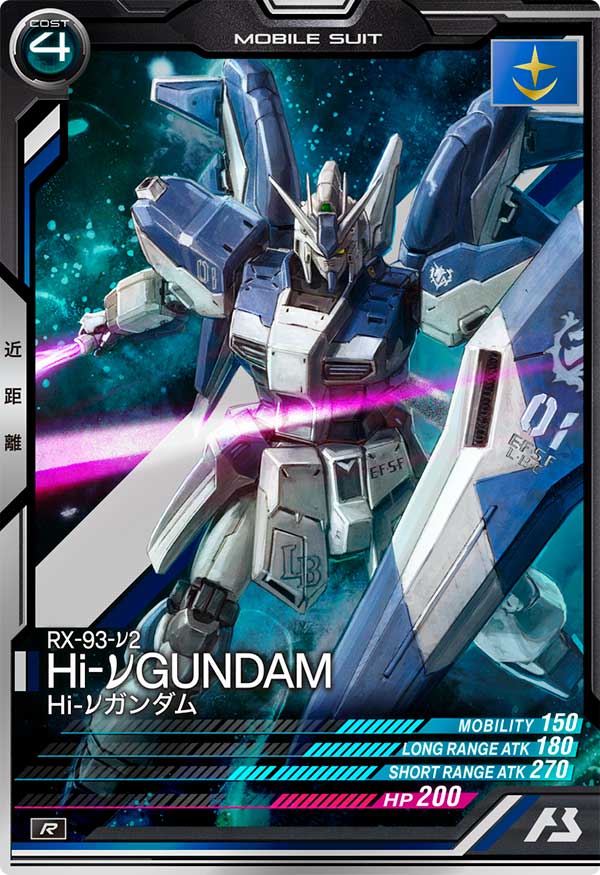 COST
4
MOBILE SUIT
01
近距離
01
E.F.S.F
L.B.C
EFSF
LB
RX-93-ν2
Hi-νGUNDAM
Hi-νガンダム
MOBILITY 150
LONG RANGE ATK 180
SHORT RANGE ATK 270
HP 200
R